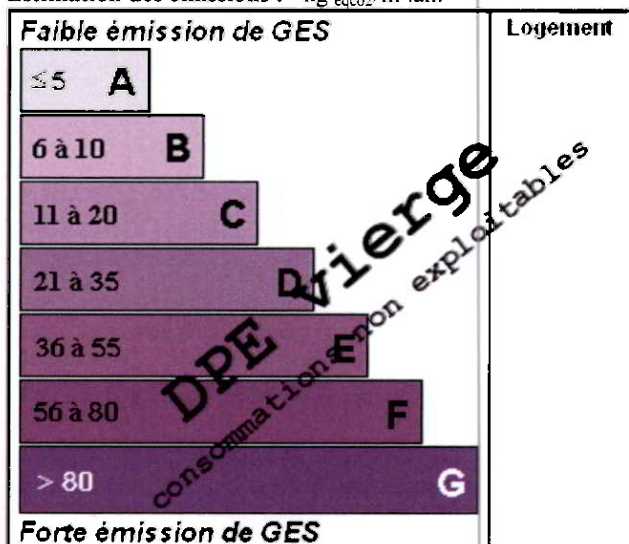 Faible émission de GES
Logement
≤5 A
6 à 10 B
11 à 20 C
21 à 35 D
36 à 55 E
56 à 80 F
> 80 G
Forte émission de GES
DPE vierge
consommations non exploitables